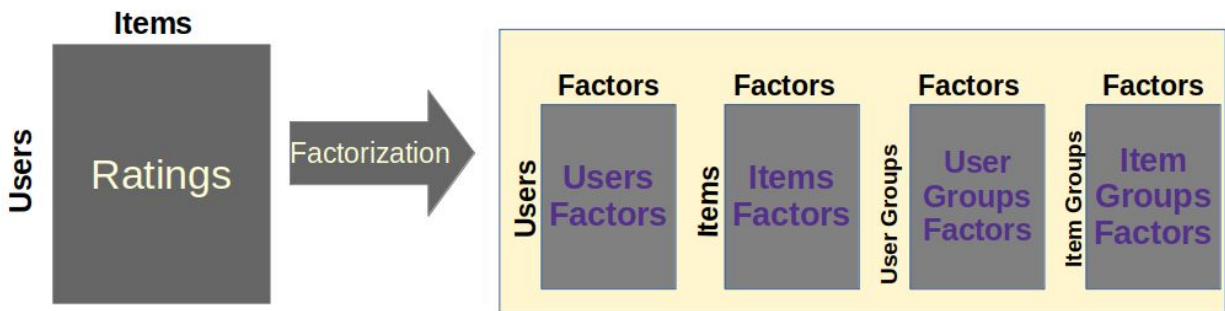 Items
Users
Ratings
Factorization
Factors
Users
Users
Factors
Factors
Items
Items
Factors
Factors
User Groups
User
Groups
Factors
Factors
Item Groups
Item
Groups
Factors